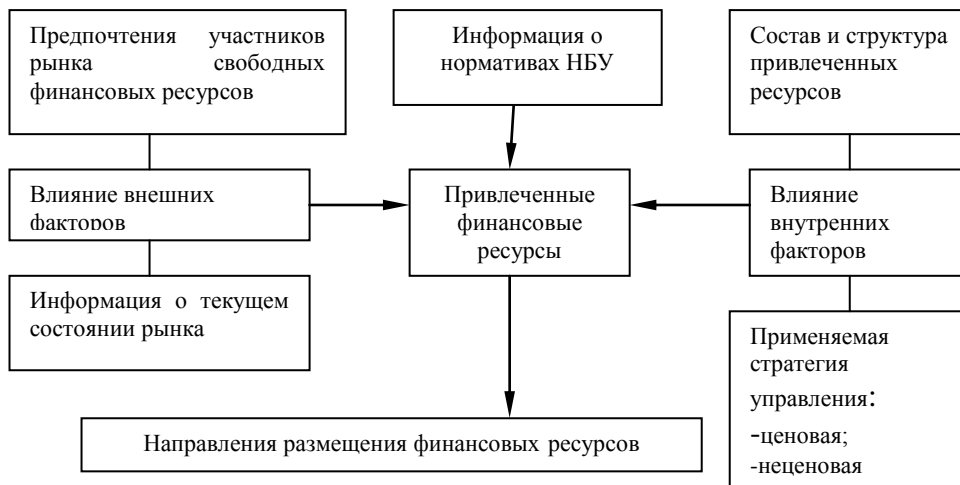 Предпочтения участников
рынка свободных
финансовых ресурсов
Информация о
нормативах НБУ
Состав и структура
привлеченных
ресурсов
Влияние внешних
факторов
Привлеченные
финансовые
ресурсы
Влияние
внутренних
факторов
Информация о текущем
состоянии рынка
Применяемая
стратегия
управления:
-ценовая;
-неценовая
Направления размещения финансовых ресурсов